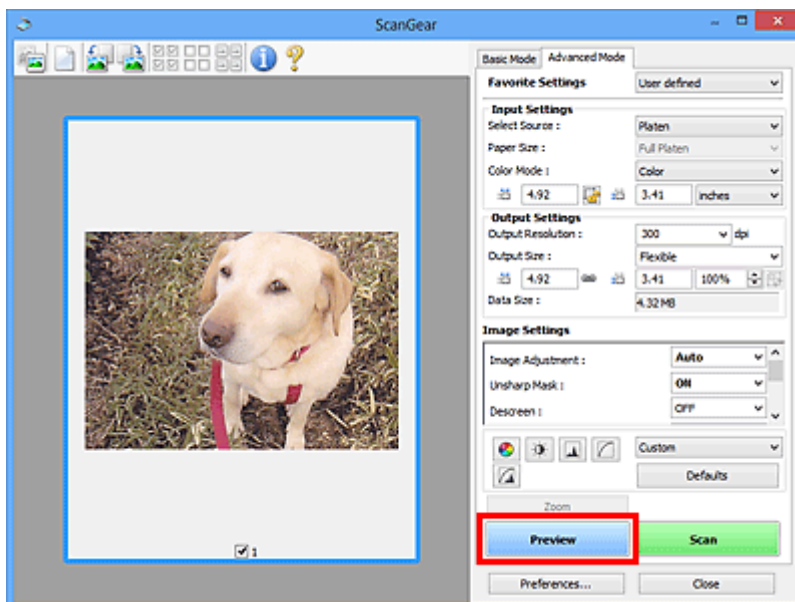 ScanGear
Basic Mode Advanced Mode
Favorite Settings User defined
Input Settings
Select Source : Platen
Paper Size : Full Platen
Color Mode : Color
4.92 3.41 inches
Output Settings
Output Resolution : 300 dpi
Output Size : Flexible
4.92 3.41 100%
Data Size : 4.32 MB
Image Settings
Image Adjustment : Auto
Unsharp Mask : ON
Descreen : OFF
Custom
Defaults
Zoom
Preview Scan
1
Preferences... Close